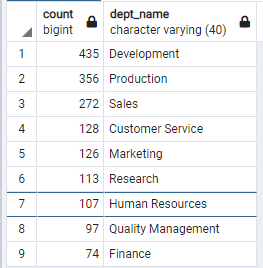 count dept_name
bigint character varying (40)
1 435 Development
2 356 Production
3 272 Sales
4 128 Customer Service
5 126 Marketing
6 113 Research
7 107 Human Resources
8 97 Quality Management
9 74 Finance